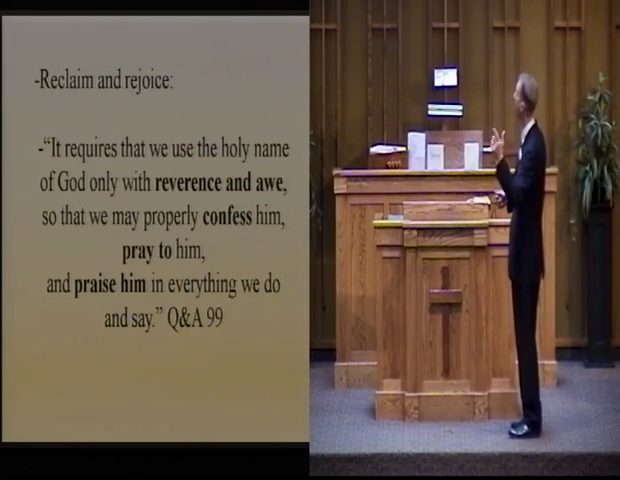 -Reclaim and rejoice:
-“It requires that we use the holy name
of God only with reverence and awe,
so that we may properly confess him,
pray to him,
and praise him in everything we do
and say.” Q&A 99